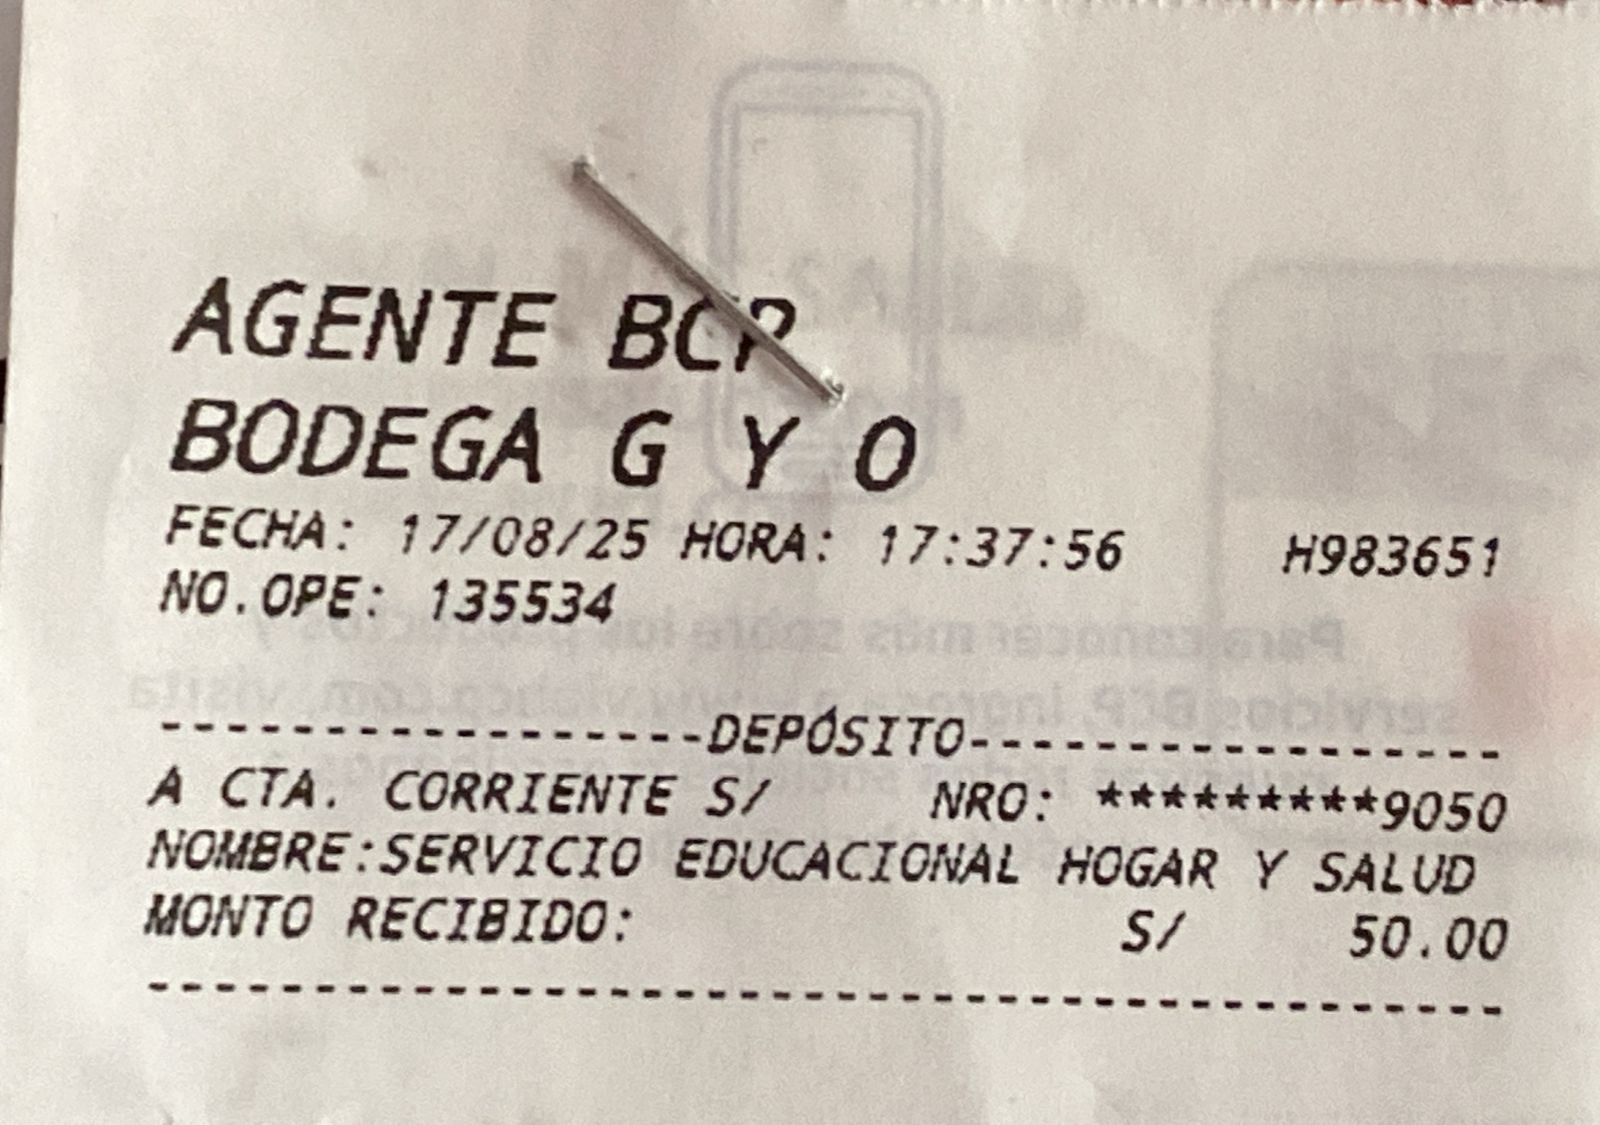 AGENTE BCP
BODEGA G Y O
FECHA: 17/08/25 HORA: 17:37:56 H983651
NO.OPE: 135534
------------------DEPÓSITO------------------
A CTA. CORRIENTE S/ NRO: *********9050
NOMBRE:SERVICIO EDUCACIONAL HOGAR Y SALUD
MONTO RECIBIDO: S/ 50.00
--------------------------------------------